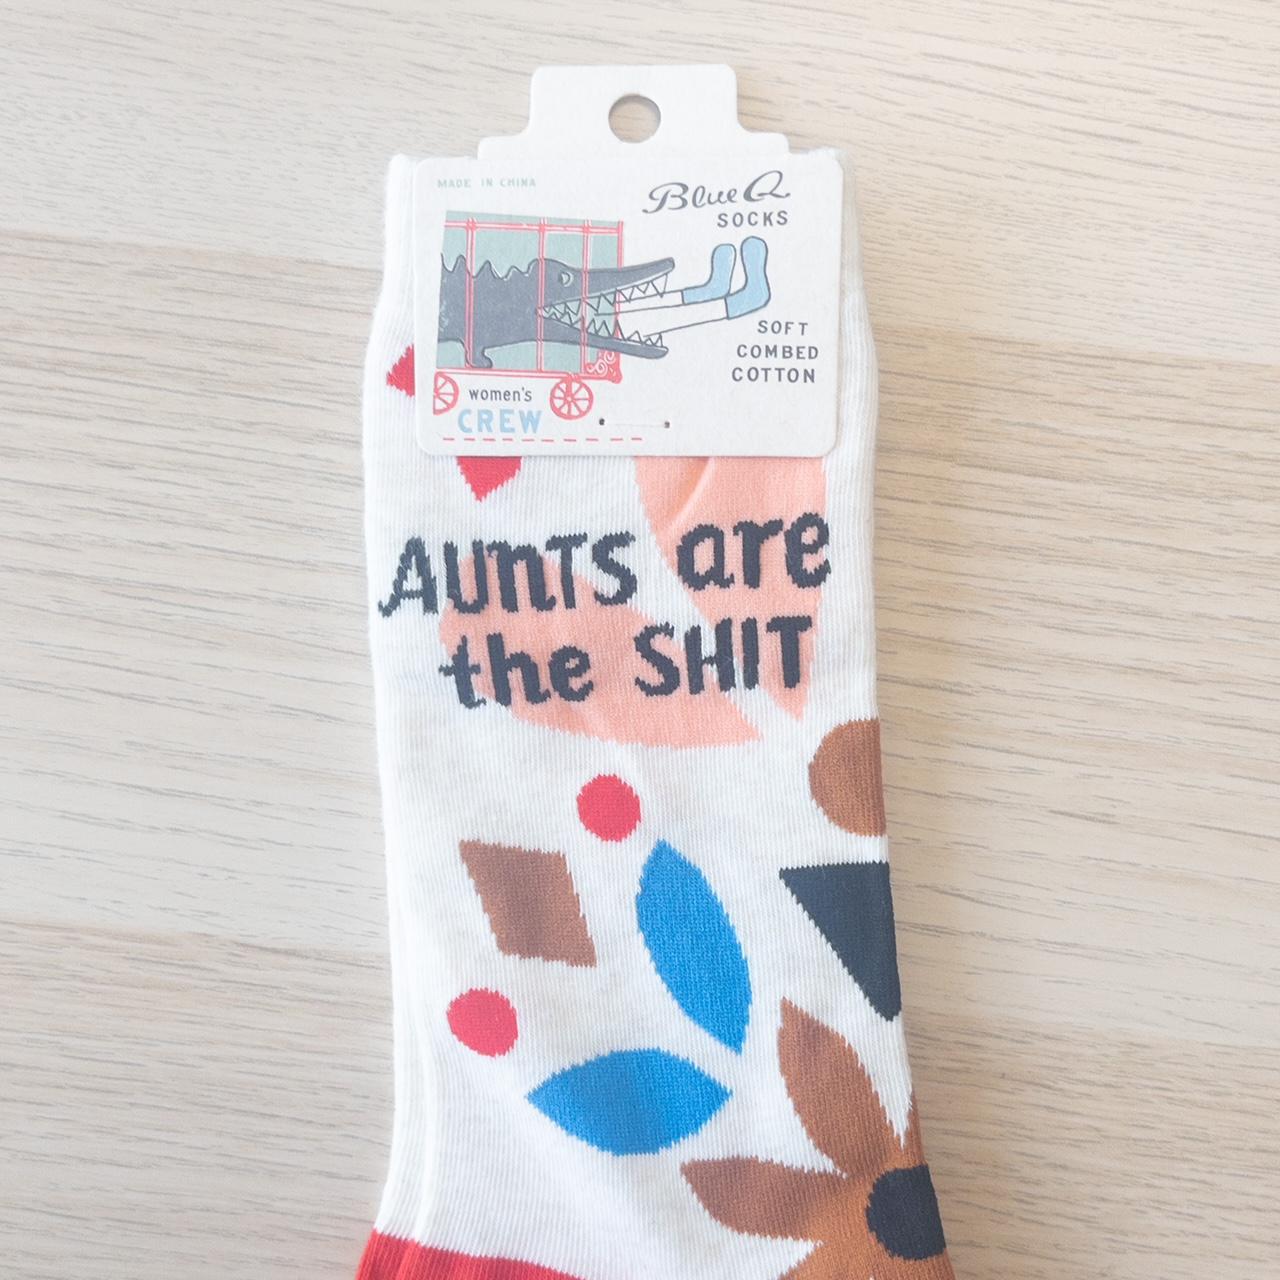 MADE IN CHINA
Blue Q
SOCKS
SOFT
COMBED
COTTON
women's
CREW
AUnTS are
the SHIT